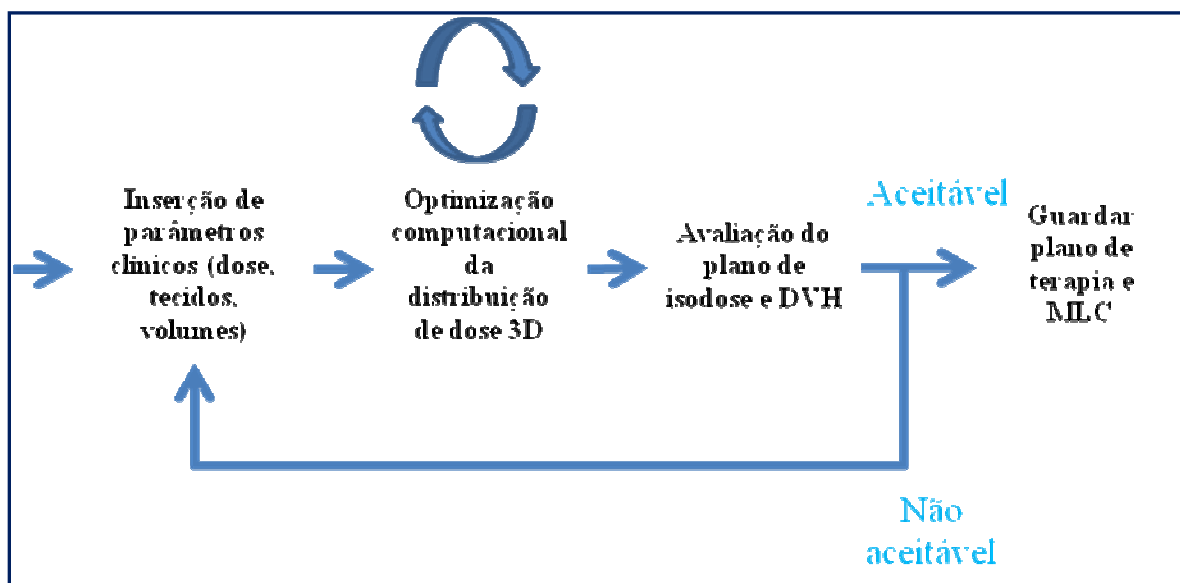 Inserção de
parâmetros
clínicos (dose,
tecidos,
volumes)
Optimização
computacional
da
distribuição
de dose 3D
Avaliação do
plano de
isodose e DVH
Aceitável
Guardar
plano de
terapia e
MLC
Não
aceitável